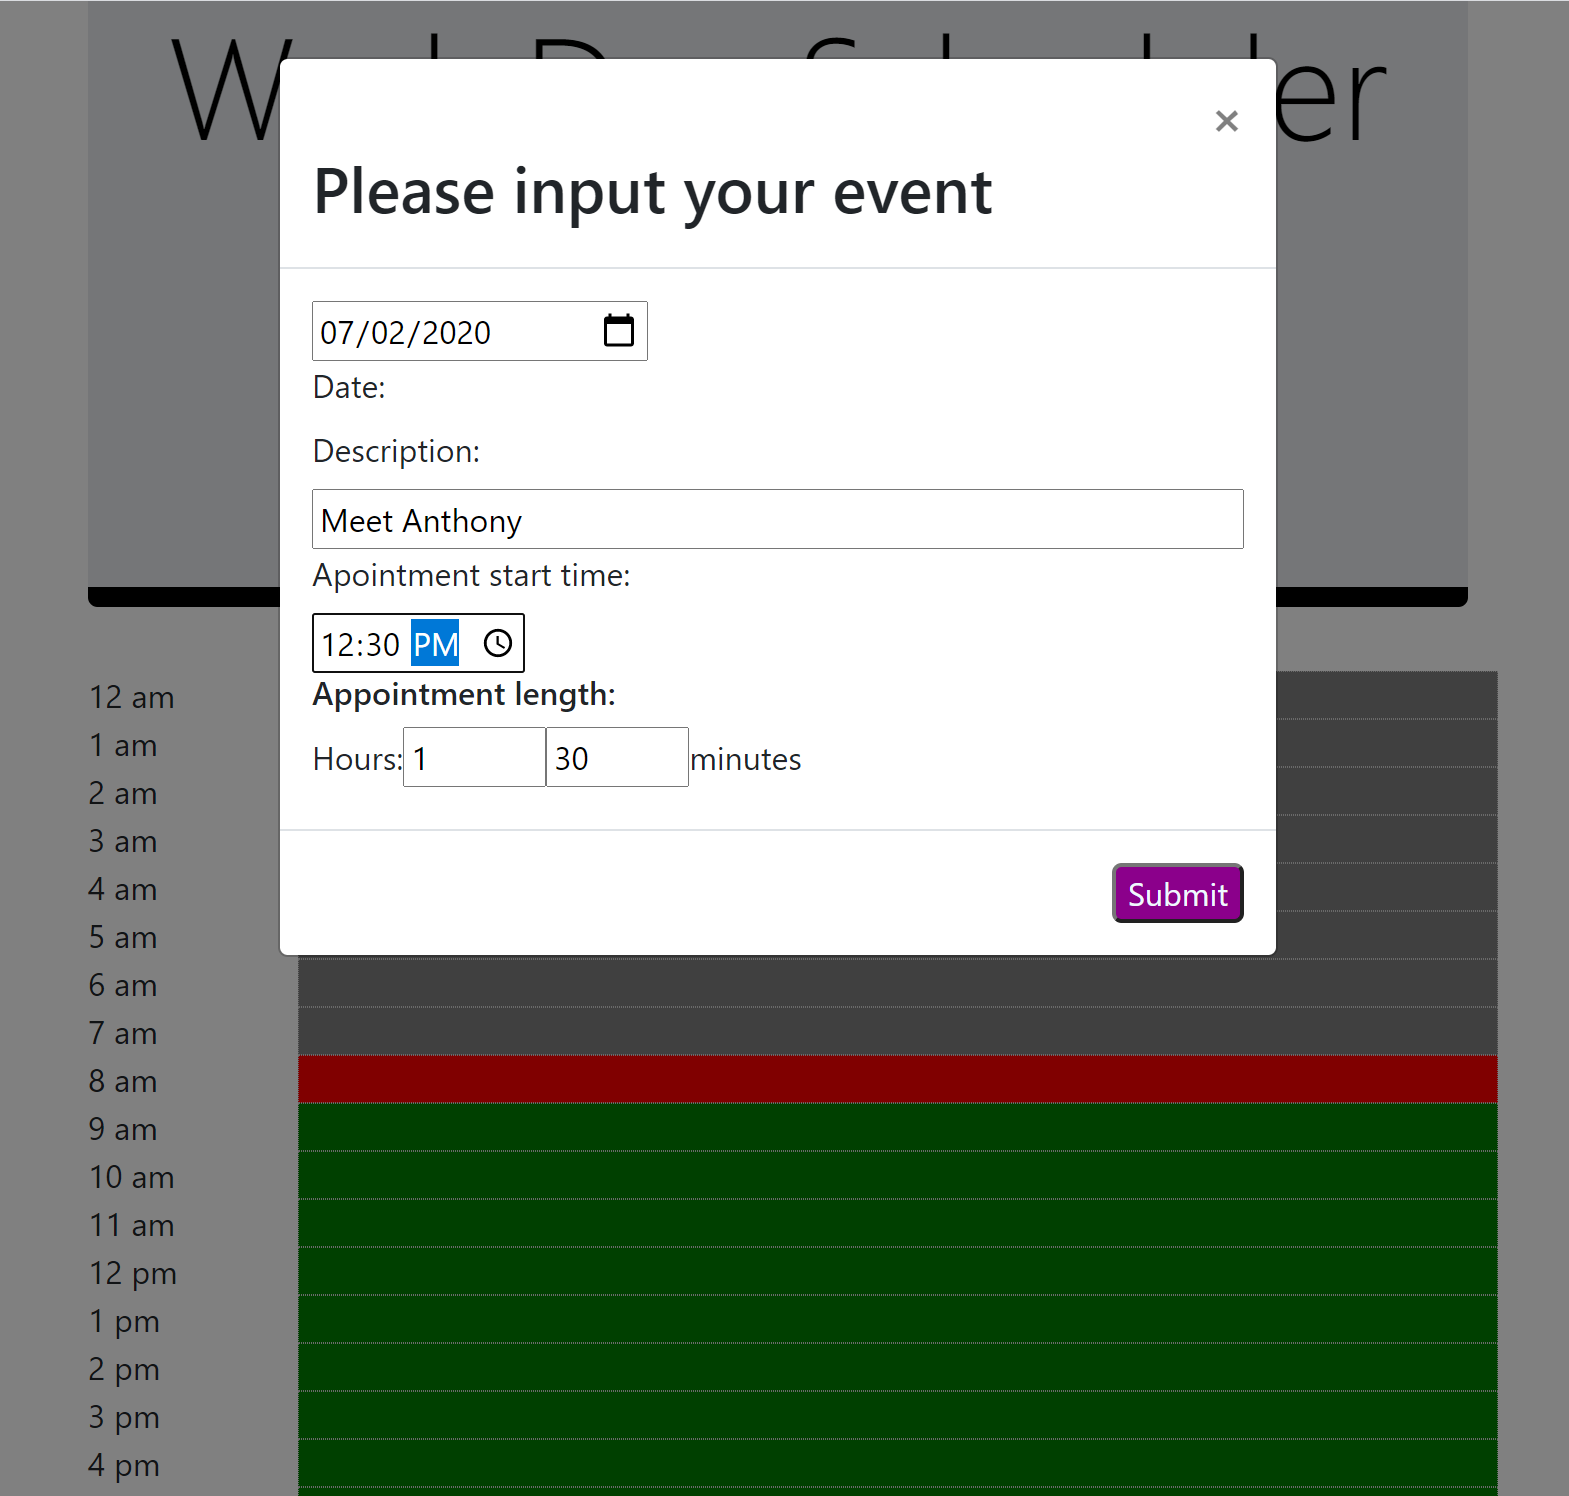 er
×
Please input your event
07/02/2020
Date:
Description:
Meet Anthony
Apointment start time:
12:30 PM
Appointment length:
Hours: 1 30 minutes
Submit
12 am
1 am
2 am
3 am
4 am
5 am
6 am
7 am
8 am
9 am
10 am
11 am
12 pm
1 pm
2 pm
3 pm
4 pm